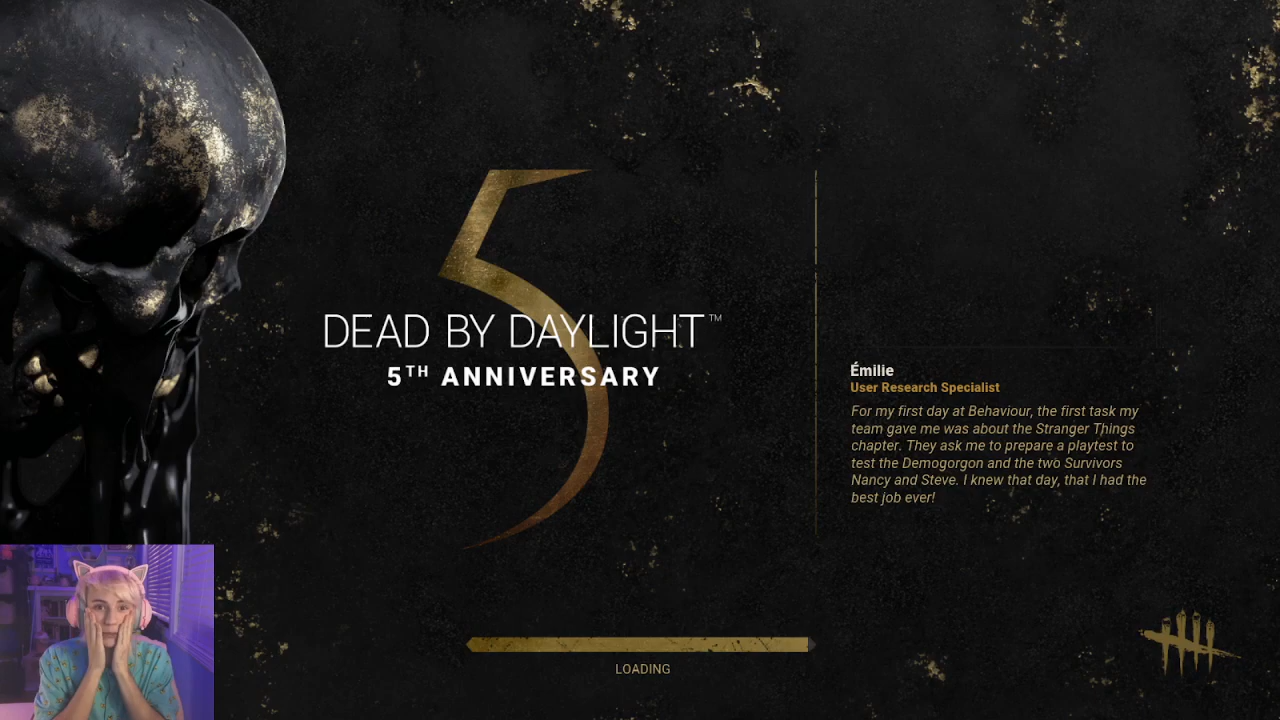 5
DEAD BY DAYLIGHT™
5TH ANNIVERSARY
Émilie
User Research Specialist
For my first day at Behaviour, the first task my
team gave me was about the Stranger Things
chapter. They ask me to prepare a playtest to
test the Demogorgon and the two Survivors
Nancy and Steve. I knew that day, that I had the
best job ever!
LOADING